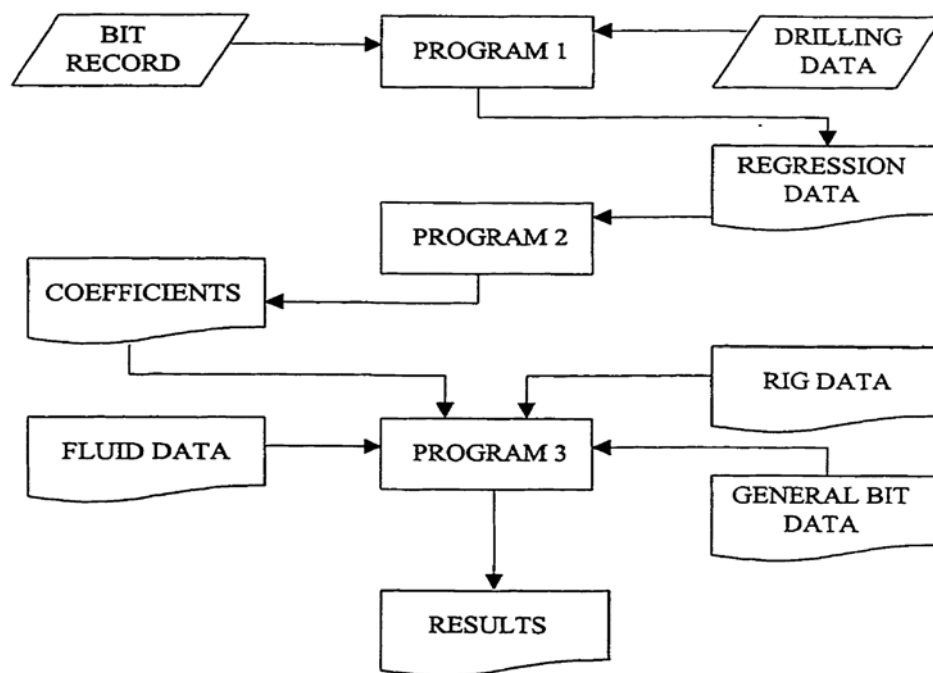 BIT
RECORD
PROGRAM 1
DRILLING
DATA
REGRESSION
DATA
PROGRAM 2
COEFFICIENTS
RIG DATA
FLUID DATA
PROGRAM 3
GENERAL BIT
DATA
RESULTS